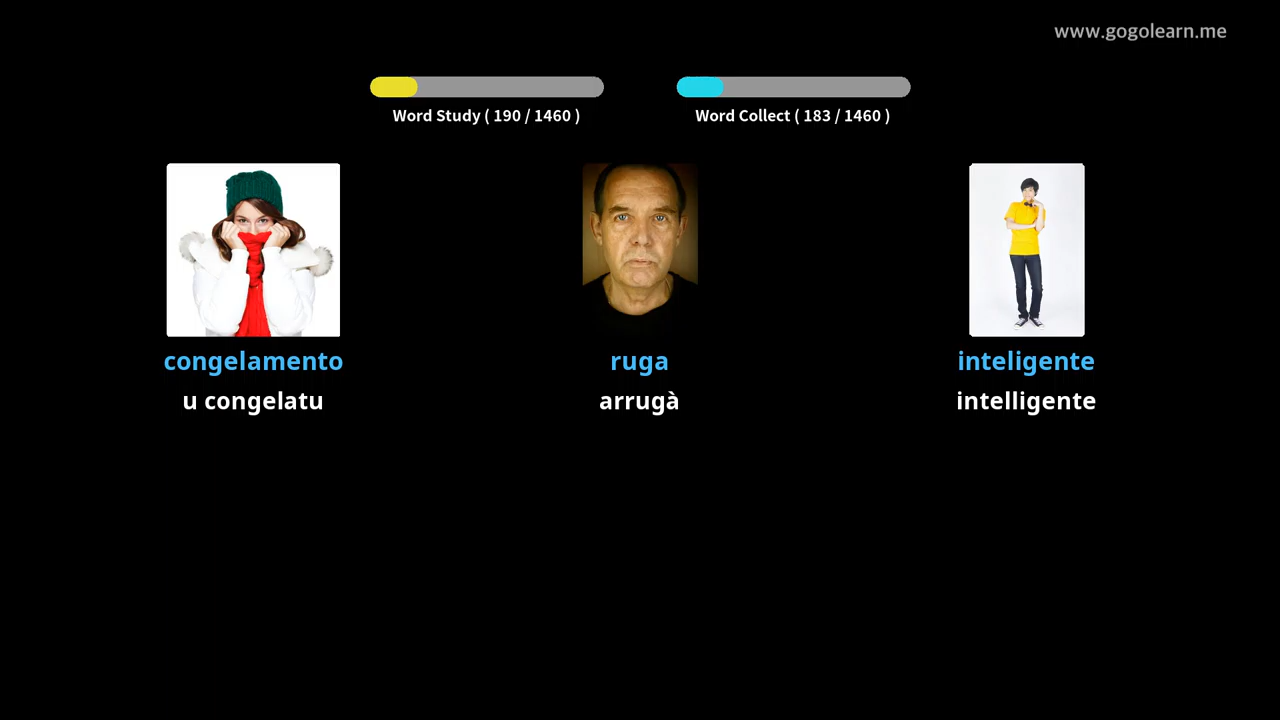 www.gogolearn.me
Word Study ( 190 / 1460 )
Word Collect ( 183 / 1460 )
congelamento
u congelatu
ruga
arrugà
inteligente
intelligente